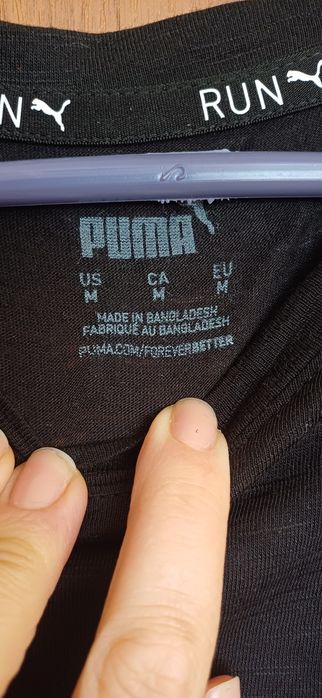 RUN
RUN
PUMA
US CA EU
M M M
MADE IN BANGLADESH
FABRIQUÉ AU BANGLADESH
PUMA.COM/FOREVERBETTER